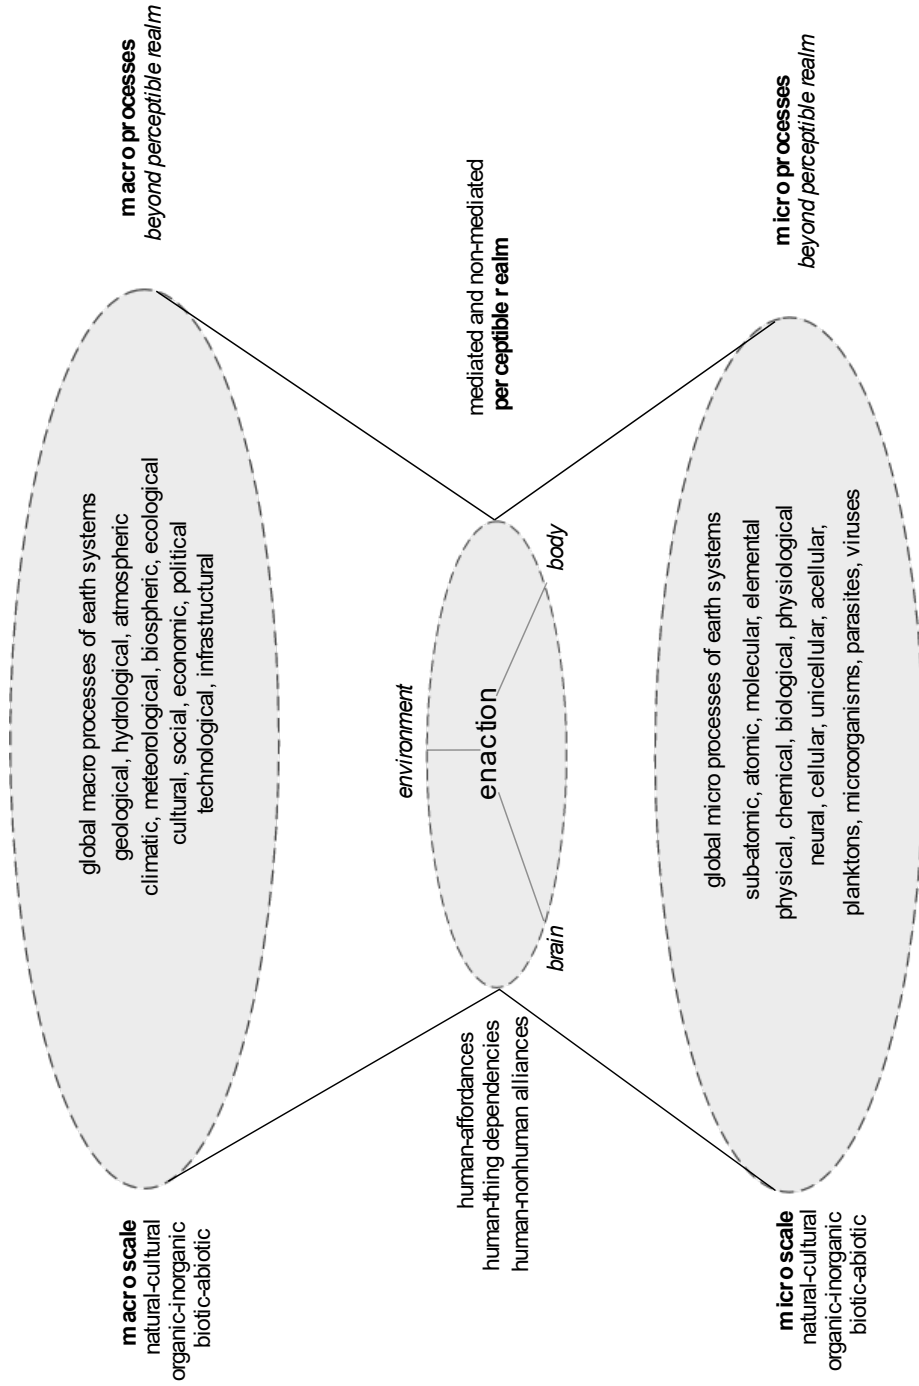 macro scale
natural-cultural
organic-inorganic
biotic-abiotic
global macro processes of earth systems
geological, hydrological, atmospheric
climatic, meteorological, biospheric, ecological
cultural, social, economic, political
technological, infrastructural
macro processes
beyond perceptible realm
human-affordances
human-thing dependencies
human-nonhuman alliances
environment
enaction
brain
body
mediated and non-mediated
perceptible realm
micro scale
natural-cultural
organic-inorganic
biotic-abiotic
global micro processes of earth systems
sub-atomic, atomic, molecular, elemental
physical, chemical, biological, physiological
neural, cellular, unicellular, acellular,
planktons, microorganisms, parasites, viruses
micro processes
beyond perceptible realm